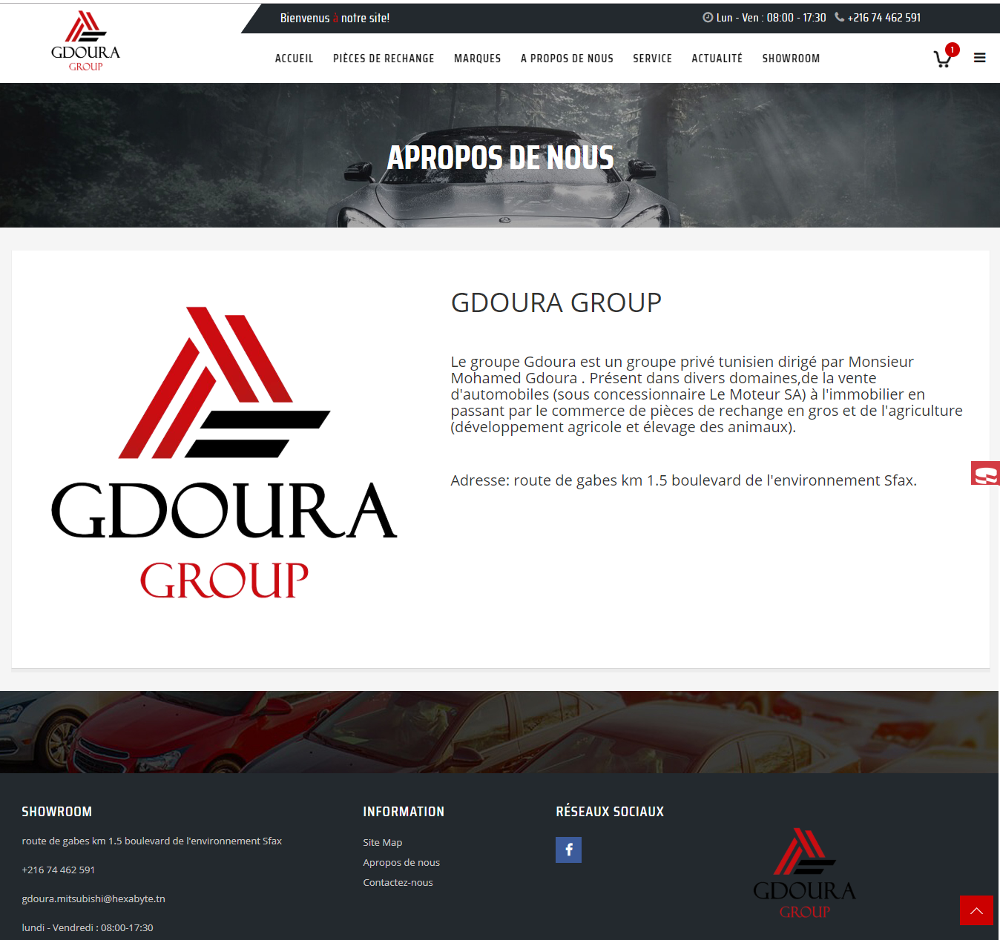 Bienvenus à notre site!
Lun - Ven : 08:00 - 17:30 +216 74 462 591
GDOURA
GROUP
ACCUEIL PIÈCES DE RECHANGE MARQUES A PROPOS DE NOUS SERVICE ACTUALITÉ SHOWROOM
1
APROPOS DE NOUS
GDOURA
GROUP
GDOURA GROUP
Le groupe Gdoura est un groupe privé tunisien dirigé par Monsieur
Mohamed Gdoura . Présent dans divers domaines,de la vente
d'automobiles (sous concessionnaire Le Moteur SA) à l'immobilier en
passant par le commerce de pièces de rechange en gros et de l'agriculture
(développement agricole et élevage des animaux).
Adresse: route de gabes km 1.5 boulevard de l'environnement Sfax.
SHOWROOM
route de gabes km 1.5 boulevard de l'environnement Sfax
+216 74 462 591
gdoura.mitsubishi@hexabyte.tn
lundi - Vendredi : 08:00-17:30
INFORMATION
Site Map
Apropos de nous
Contactez-nous
RÉSEAUX SOCIAUX
f
GDOURA
GROUP